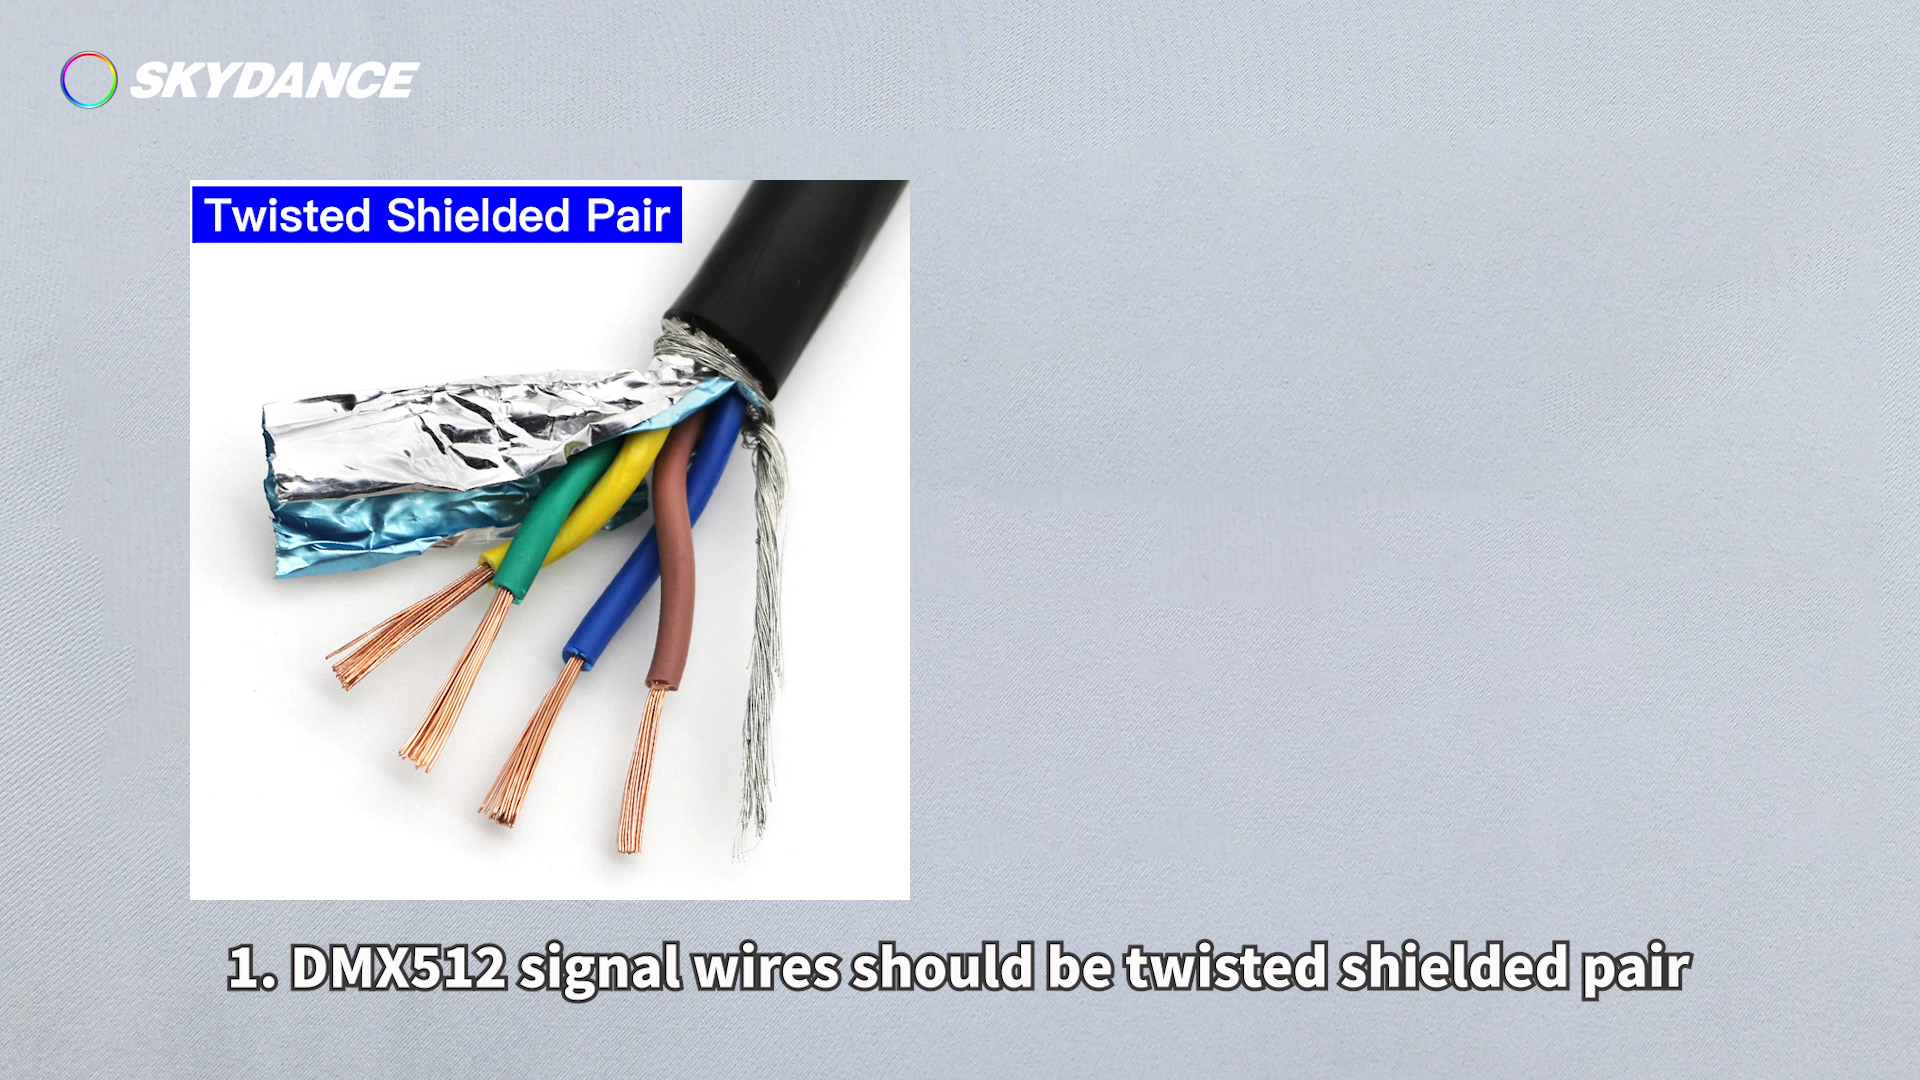 SKYDANCE
Twisted Shielded Pair
1. DMX512 signal wires should be twisted shielded pair